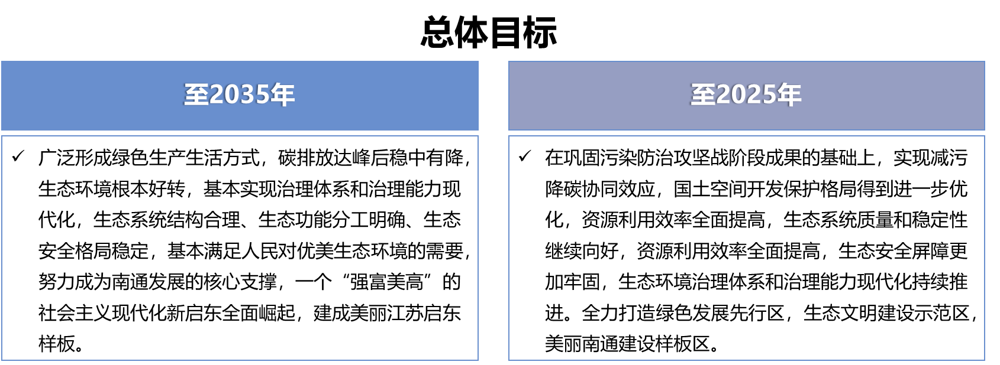 总体目标
至2035年
✓ 广泛形成绿色生产生活方式，碳排放达峰后稳中有降，
生态环境根本好转，基本实现治理体系和治理能力现
代化，生态系统结构合理、生态功能分工明确、生态
安全格局稳定，基本满足人民对优美生态环境的需要，
努力成为南通发展的核心支撑，一个“强富美高”的
社会主义现代化新启东全面崛起，建成美丽江苏启东
样板。
至2025年
✓ 在巩固污染防治攻坚战阶段成果的基础上，实现减污
降碳协同效应，国土空间开发保护格局得到进一步优
化，资源利用效率全面提高，生态系统质量和稳定性
继续向好，资源利用效率全面提高，生态安全屏障更
加牢固，生态环境治理体系和治理能力现代化持续推
进。全力打造绿色发展先行区，生态文明建设示范区，
美丽南通建设样板区。